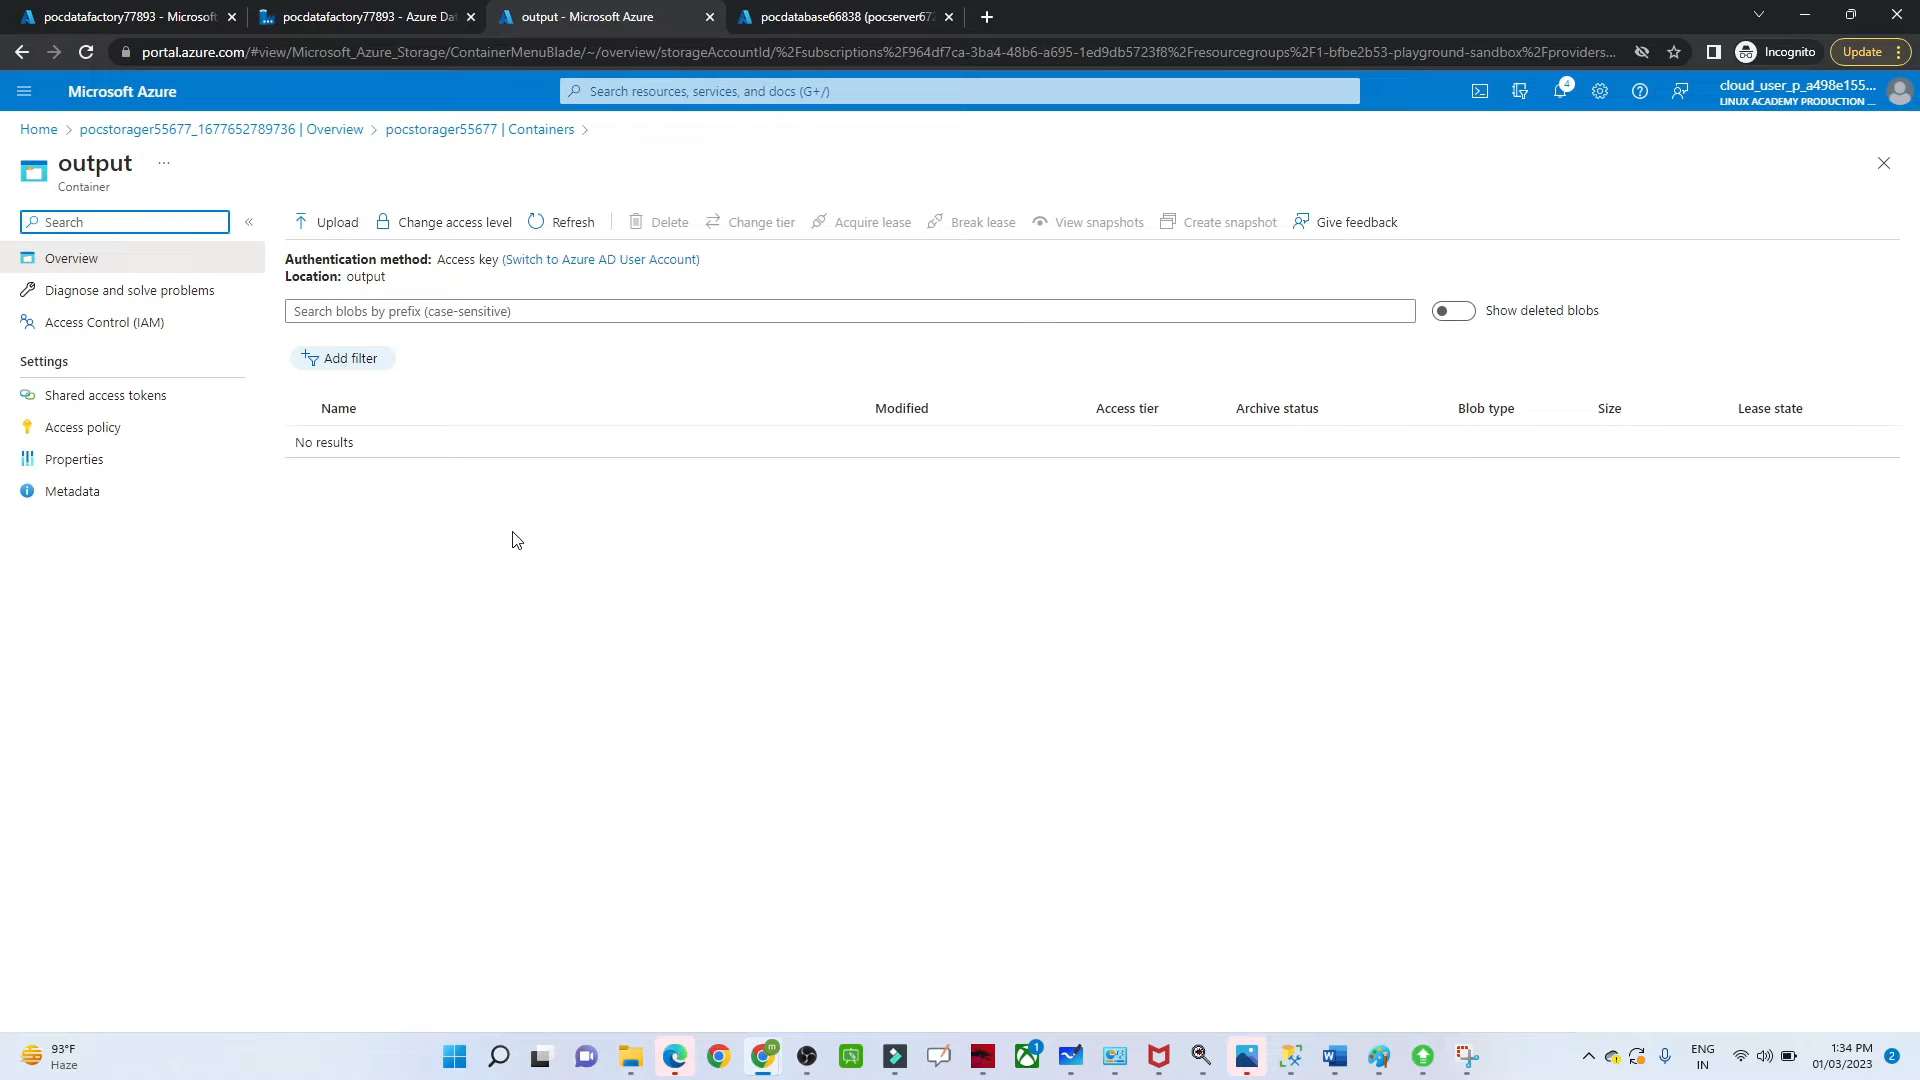 pocdatafactory77893 - Microsoft
pocdatafactory77893 - Azure Dat
output - Microsoft Azure
pocdatabase66838 (pocserver672
portal.azure.com/#view/Microsoft_Azure_Storage/ContainerMenuBlade/~/overview/storageAccountId/%2Fsubscriptions%2F964df7ca-3ba4-48b6-a695-1ed9db5723f8%2Fresourcegroups%2F1-bfbe2b53-playground-sandbox%2Fproviders...
Incognito
Update
Microsoft Azure
Search resources, services, and docs (G+/)
4
cloud_user_p_a498e155...
LINUX ACADEMY PRODUCTION ...
Home > pocstorager55677_1677652789736 | Overview > pocstorager55677 | Containers >
output ...
Container
Search
«
Upload
Change access level
Refresh
Delete
Change tier
Acquire lease
Break lease
View snapshots
Create snapshot
Give feedback
Overview
Diagnose and solve problems
Access Control (IAM)
Settings
Shared access tokens
Access policy
Properties
Metadata
Authentication method: Access key (Switch to Azure AD User Account)
Location: output
Search blobs by prefix (case-sensitive)
Show deleted blobs
Add filter
Name Modified Access tier Archive status Blob type Size Lease state
No results
93°F
Haze
m
1
ENG
IN
1:34 PM
01/03/2023
2